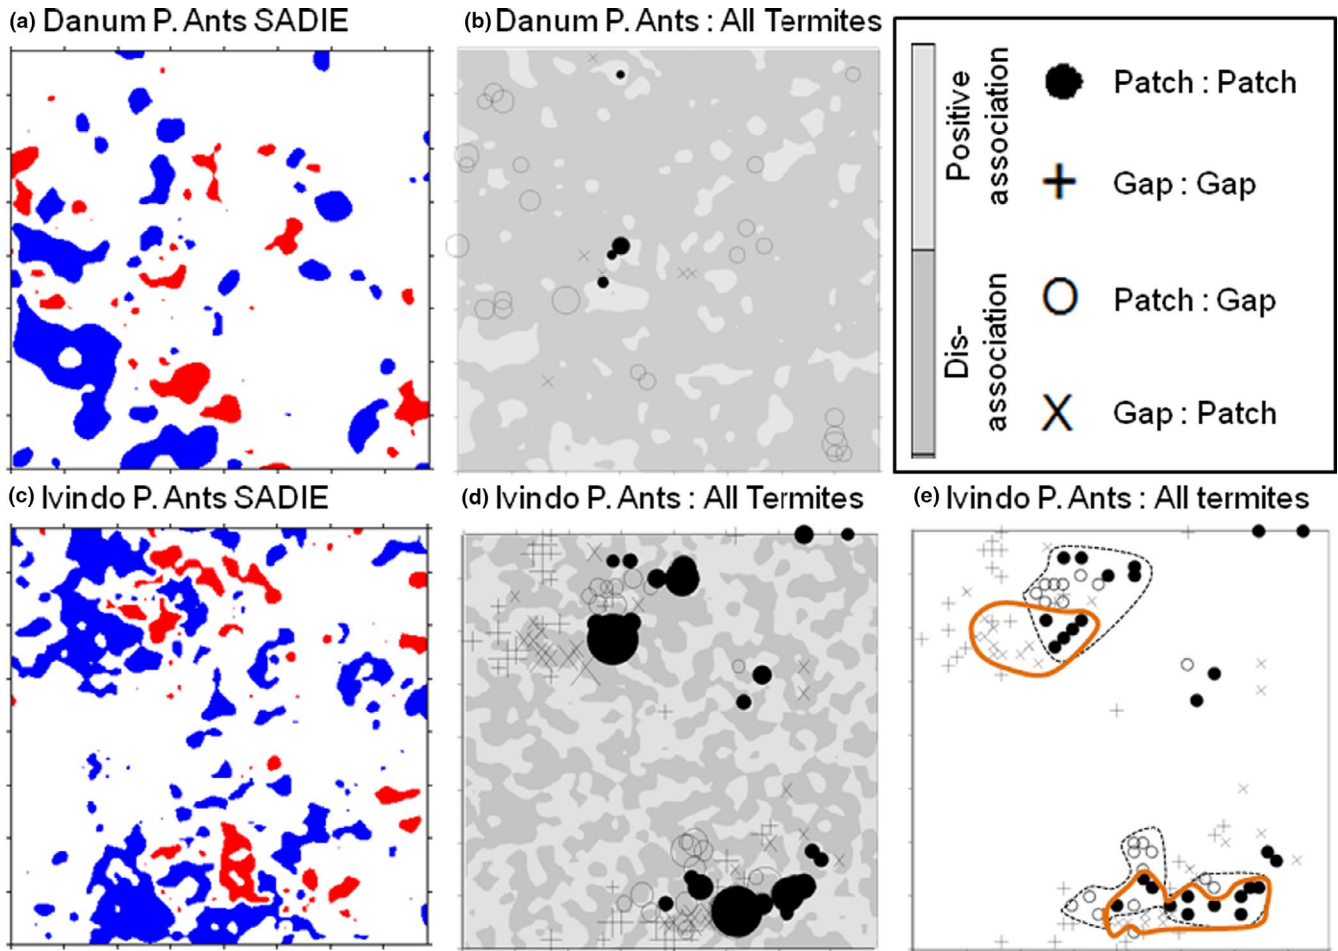 (a) Danum P. Ants SADIE
(b) Danum P. Ants : All Termites
Positive
association
Dis-
association
Patch : Patch
Gap : Gap
Patch : Gap
Gap : Patch
(c) Ivindo P. Ants SADIE
(d) Ivindo P. Ants : All Termites
(e) Ivindo P. Ants : All termites